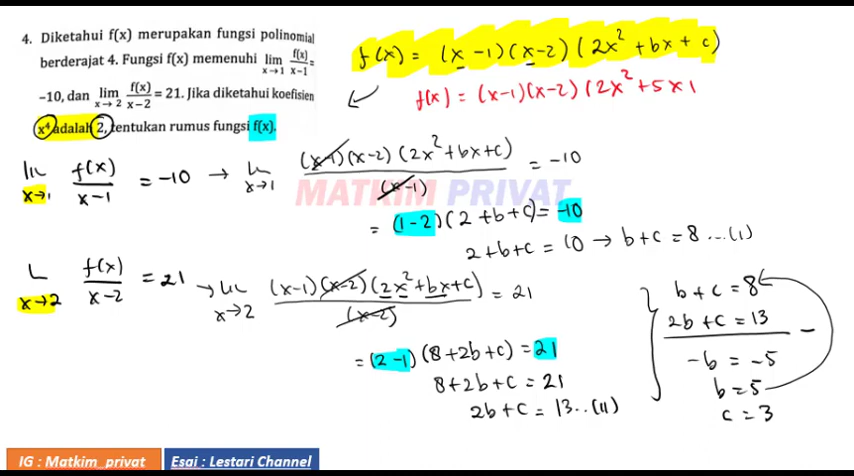 4. Diketahui f(x) merupakan fungsi polinomial
berderajat 4. Fungsi f(x) memenuhi lim x→1 f(x)/x−1 =
−10, dan lim x→2 f(x)/x−2 = 21. Jika diketahui koefisien
x⁴ adalah 2, tentukan rumus fungsi f(x).
f(x) = (x−1)(x−2)(2x²+bx+c)
f(x) = (x−1)(x−2)(2x²+5x1
lim x→1 f(x)/x−1 = −10 → lim x→1 (x−1)(x−2)(2x²+bx+c)/(x−1) = −10
MATKIM PRIVAT
= (1−2)(2+b+c) = −10
2+b+c = 10 → b+c = 8 ...(1)
lim x→2 f(x)/x−2 = 21 → lim x→2 (x−1)(x−2)(2x²+bx+c)/(x−2) = 21
= (2−1)(8+2b+c) = 21
8+2b+c = 21
2b+c = 13..(11)
b+c = 8
2b+c = 13 −
−b = −5
b = 5
c = 3
IG : Matkim_privat
Esai : Lestari Channel